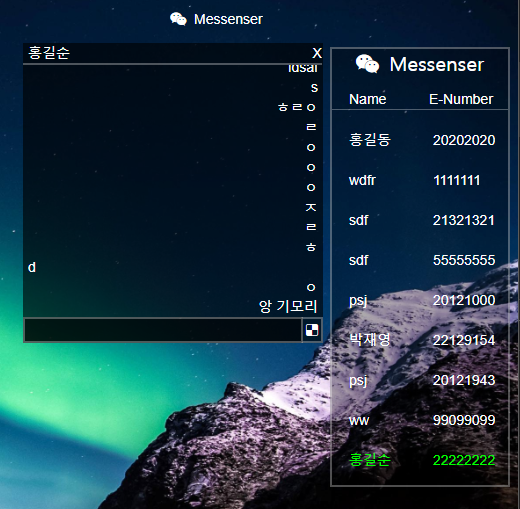 Messenser
홍길순 X
idsaf
s
ㅎㄹㅇ
ㄹ
ㅇ
ㅇ
ㅇ
ㅈ
ㄹ
ㅎ
d
ㅇ
앙 기모리
Messenser
Name E-Number
홍길동 20202020
wdfr 1111111
sdf 21321321
sdf 55555555
psj 20121000
박재영 22129154
psj 20121943
ww 99099099
홍길순 22222222